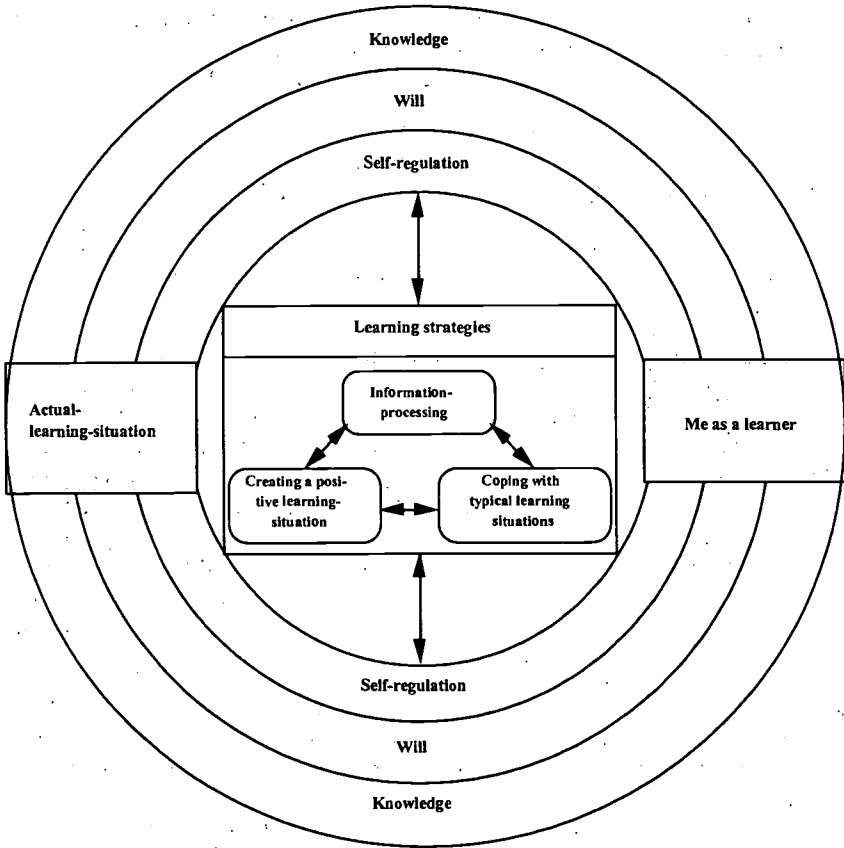 Knowledge
Will
Self-regulation
Learning strategies
Information-
processing
Actual-
learning-situation
Me as a learner
Creating a posi-
tive learning-
situation
Coping with
typical learning
situations
Self-regulation
Will
Knowledge